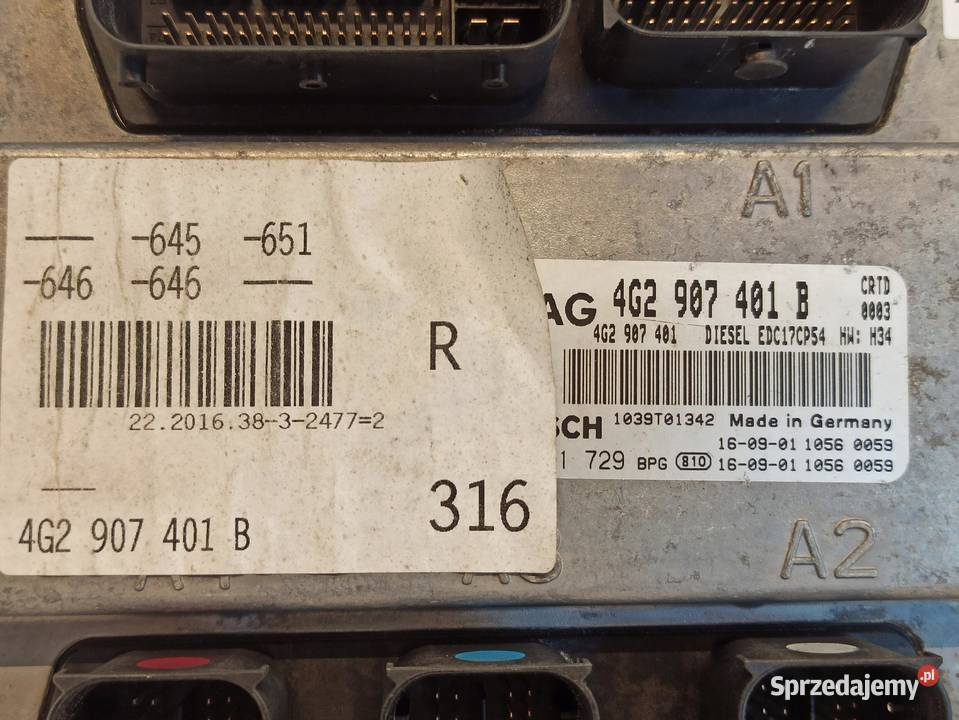 A1
-645 -651
-646 -646
R
22.2016.38-3-2477=2
316
4G2 907 401 B
AG 4G2 907 401 B CRTD
0003
4G2 907 401 DIESEL EDC17CP54 HW: H34
SCH 1039T01342 Made in Germany
16-09-01 1056 0059
1 729 BPG 810 16-09-01 1056 0059
A2
Sprzedajemy.pl